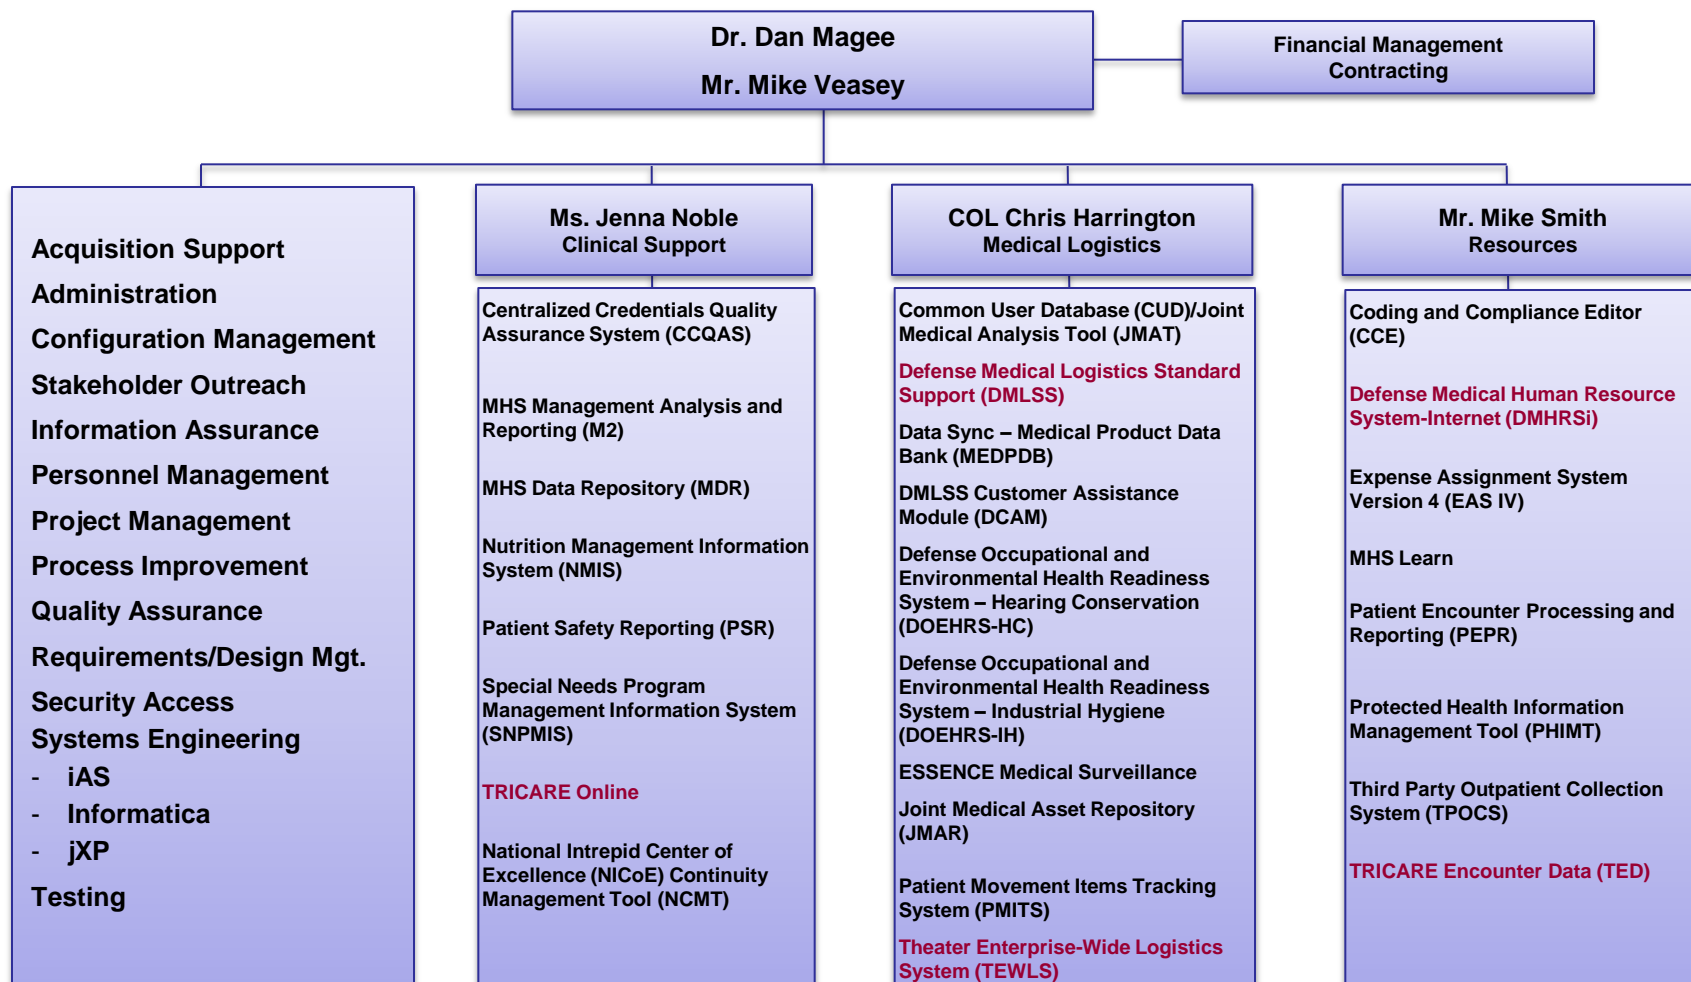 Dr. Dan Magee
Mr. Mike Veasey
Financial Management
Contracting
Acquisition Support
Administration
Configuration Management
Stakeholder Outreach
Information Assurance
Personnel Management
Project Management
Process Improvement
Quality Assurance
Requirements/Design Mgt.
Security Access
Systems Engineering
- iAS
- Informatica
- jXP
Testing
Ms. Jenna Noble
Clinical Support
Centralized Credentials Quality
Assurance System (CCQAS)
MHS Management Analysis and
Reporting (M2)
MHS Data Repository (MDR)
Nutrition Management Information
System (NMIS)
Patient Safety Reporting (PSR)
Special Needs Program
Management Information System
(SNPMIS)
TRICARE Online
National Intrepid Center of
Excellence (NICoE) Continuity
Management Tool (NCMT)
COL Chris Harrington
Medical Logistics
Common User Database (CUD)/Joint
Medical Analysis Tool (JMAT)
Defense Medical Logistics Standard
Support (DMLSS)
Data Sync – Medical Product Data
Bank (MEDPDB)
DMLSS Customer Assistance
Module (DCAM)
Defense Occupational and
Environmental Health Readiness
System – Hearing Conservation
(DOEHRS-HC)
Defense Occupational and
Environmental Health Readiness
System – Industrial Hygiene
(DOEHRS-IH)
ESSENCE Medical Surveillance
Joint Medical Asset Repository
(JMAR)
Patient Movement Items Tracking
System (PMITS)
Theater Enterprise-Wide Logistics
System (TEWLS)
Mr. Mike Smith
Resources
Coding and Compliance Editor
(CCE)
Defense Medical Human Resource
System-Internet (DMHRSi)
Expense Assignment System
Version 4 (EAS IV)
MHS Learn
Patient Encounter Processing and
Reporting (PEPR)
Protected Health Information
Management Tool (PHIMT)
Third Party Outpatient Collection
System (TPOCS)
TRICARE Encounter Data (TED)